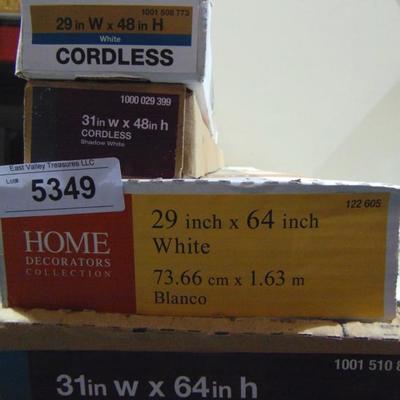 1001 508 773
29 in W x 48 in H
White
CORDLESS
1000 029 399
31in w x 48in h
CORDLESS
Shadow White
East Valley Treasures LLC
Lot#
5349
122 605
HOME
DECORATORS
COLLECTION
29 inch x 64 inch
White
73.66 cm x 1.63 m
Blanco
1001 510 8
31in w x 64in h